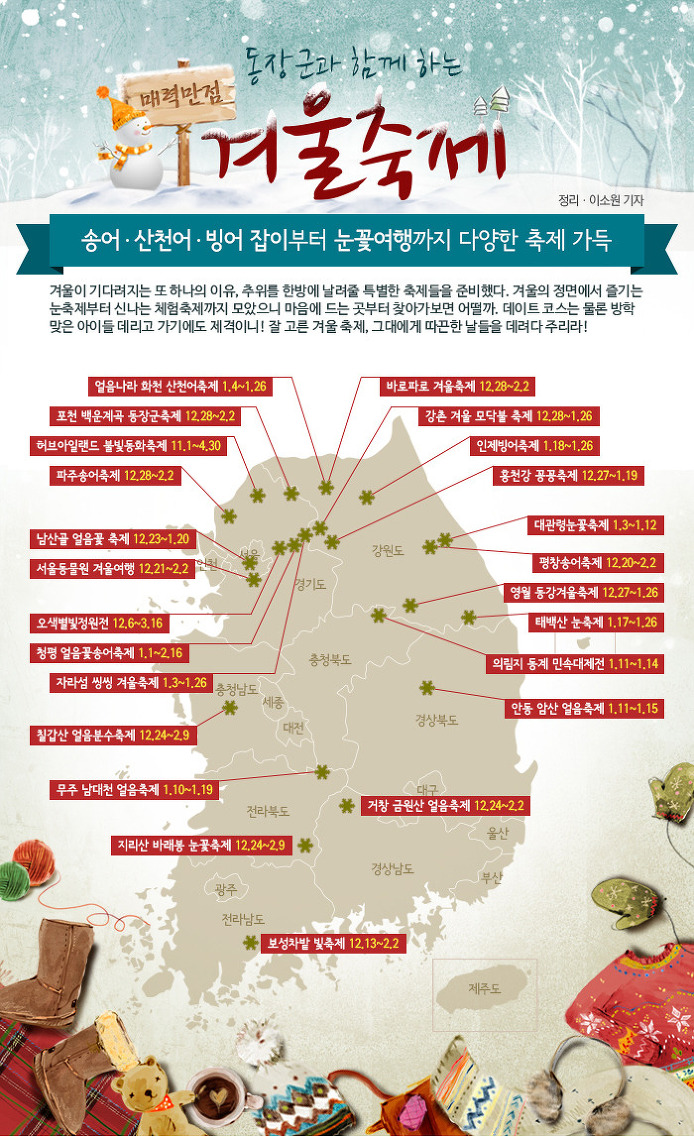 동장군과 함께 하는
매력만점
겨울축제
정리 · 이소원 기자
송어·산천어·빙어 잡이부터 눈꽃여행까지 다양한 축제 가득
겨울이 기다려지는 또 하나의 이유, 추위를 한방에 날려줄 특별한 축제들을 준비했다. 겨울의 정면에서 즐기는
눈축제부터 신나는 체험축제까지 모았으니 마음에 드는 곳부터 찾아가보면 어떨까. 데이트 코스는 물론 방학
맞은 아이들 데리고 가기에도 제격이니! 잘 고른 겨울 축제, 그대에게 따끈한 날들을 데려다 주리라!
얼음나라 화천 산천어축제 1.4~1.26
바로파로 겨울축제 12.28~2.2
포천 백운계곡 동장군축제 12.28~2.2
강촌 겨울 모닥불 축제 12.28~1.26
허브아일랜드 불빛동화축제 11.1~4.30
인제빙어축제 1.18~1.26
파주송어축제 12.28~2.2
홍천강 꽁꽁축제 12.27~1.19
대관령눈꽃축제 1.3~1.12
남산골 얼음꽃 축제 12.23~1.20
강원도
서울
인천
평창송어축제 12.20~2.2
서울동물원 겨울여행 12.21~2.2
경기도
영월 동강겨울축제 12.27~1.26
오색별빛정원전 12.6~3.16
태백산 눈축제 1.17~1.26
청평 얼음꽃송어축제 1.1~2.16
충청북도
의림지 동계 민속대제전 1.11~1.14
자라섬 씽씽 겨울축제 1.3~1.26
충청남도
세종
안동 암산 얼음축제 1.11~1.15
경상북도
대전
칠갑산 얼음분수축제 12.24~2.9
무주 남대천 얼음축제 1.10~1.19
대구
거창 금원산 얼음축제 12.24~2.2
전라북도
울산
지리산 바래봉 눈꽃축제 12.24~2.9
경상남도
부산
광주
전라남도
보성차밭 빛축제 12.13~2.2
제주도